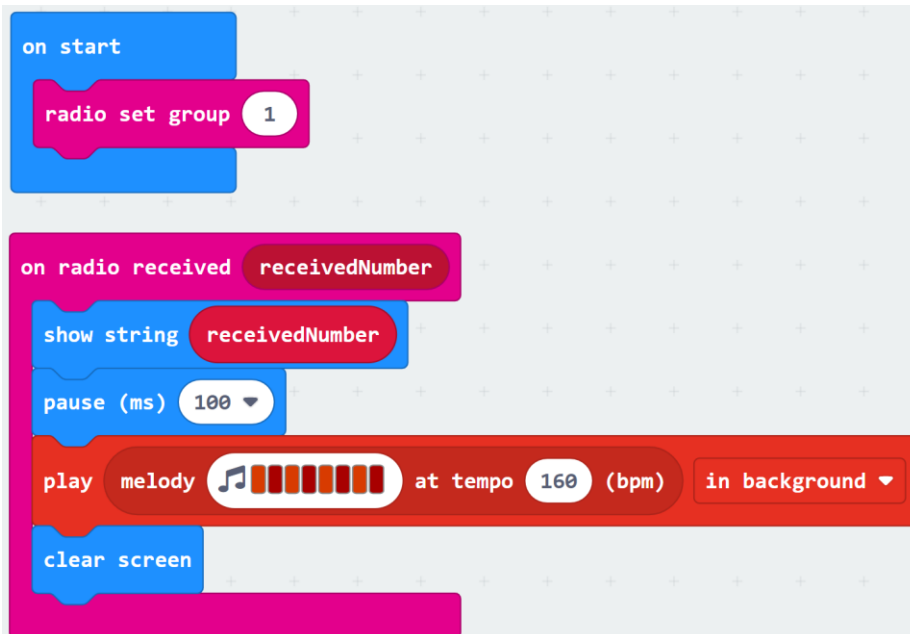 on start
radio set group 1
on radio received receivedNumber
show string receivedNumber
pause (ms) 100
play melody at tempo 160 (bpm) in background
clear screen